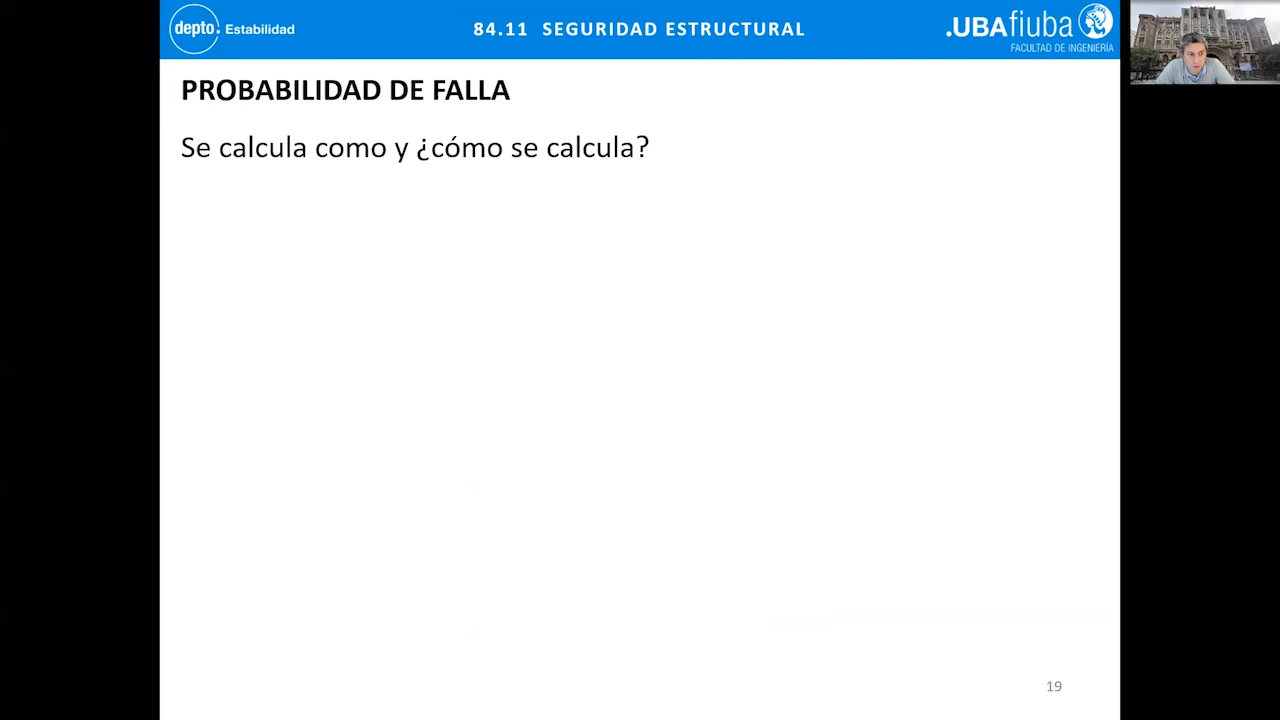 depto. Estabilidad
84.11 SEGURIDAD ESTRUCTURAL
.UBAfiuba
FACULTAD DE INGENIERÍA
PROBABILIDAD DE FALLA
Se calcula como y ¿cómo se calcula?
19